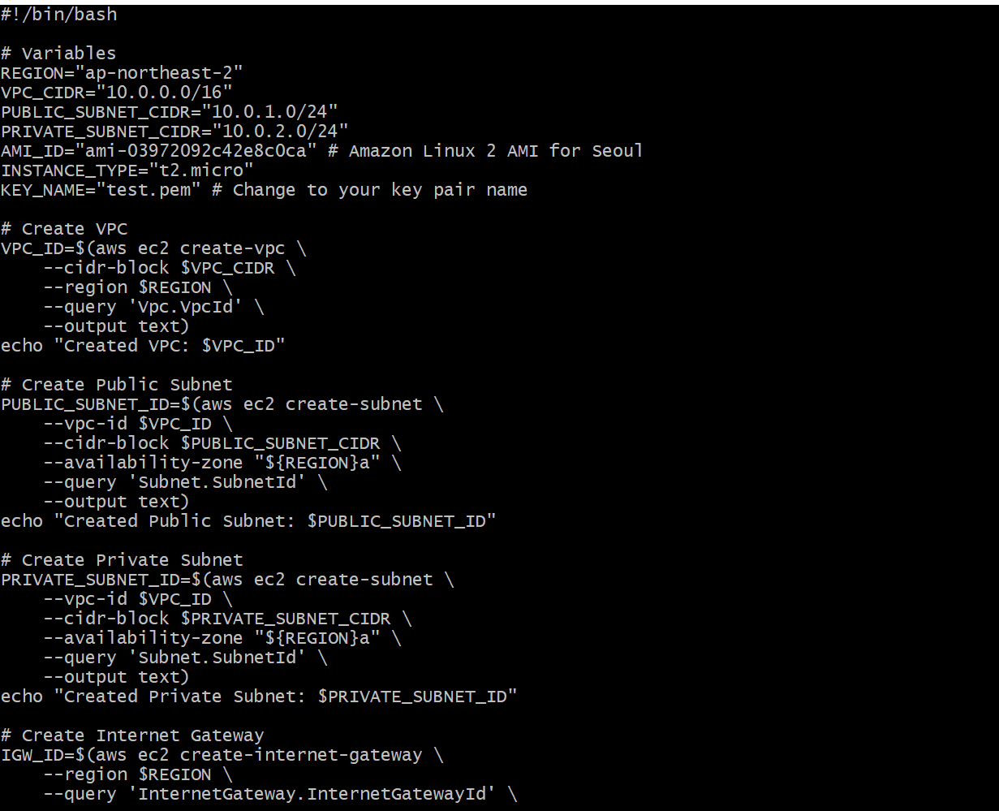 #!/bin/bash

# Variables
REGION="ap-northeast-2"
VPC_CIDR="10.0.0.0/16"
PUBLIC_SUBNET_CIDR="10.0.1.0/24"
PRIVATE_SUBNET_CIDR="10.0.2.0/24"
AMI_ID="ami-03972092c42e8c0ca" # Amazon Linux 2 AMI for Seoul
INSTANCE_TYPE="t2.micro"
KEY_NAME="test.pem" # Change to your key pair name

# Create VPC
VPC_ID=$(aws ec2 create-vpc \
    --cidr-block $VPC_CIDR \
    --region $REGION \
    --query 'Vpc.VpcId' \
    --output text)
echo "Created VPC: $VPC_ID"

# Create Public Subnet
PUBLIC_SUBNET_ID=$(aws ec2 create-subnet \
    --vpc-id $VPC_ID \
    --cidr-block $PUBLIC_SUBNET_CIDR \
    --availability-zone "${REGION}a" \
    --query 'Subnet.SubnetId' \
    --output text)
echo "Created Public Subnet: $PUBLIC_SUBNET_ID"

# Create Private Subnet
PRIVATE_SUBNET_ID=$(aws ec2 create-subnet \
    --vpc-id $VPC_ID \
    --cidr-block $PRIVATE_SUBNET_CIDR \
    --availability-zone "${REGION}a" \
    --query 'Subnet.SubnetId' \
    --output text)
echo "Created Private Subnet: $PRIVATE_SUBNET_ID"

# Create Internet Gateway
IGW_ID=$(aws ec2 create-internet-gateway \
    --region $REGION \
    --query 'InternetGateway.InternetGatewayId' \